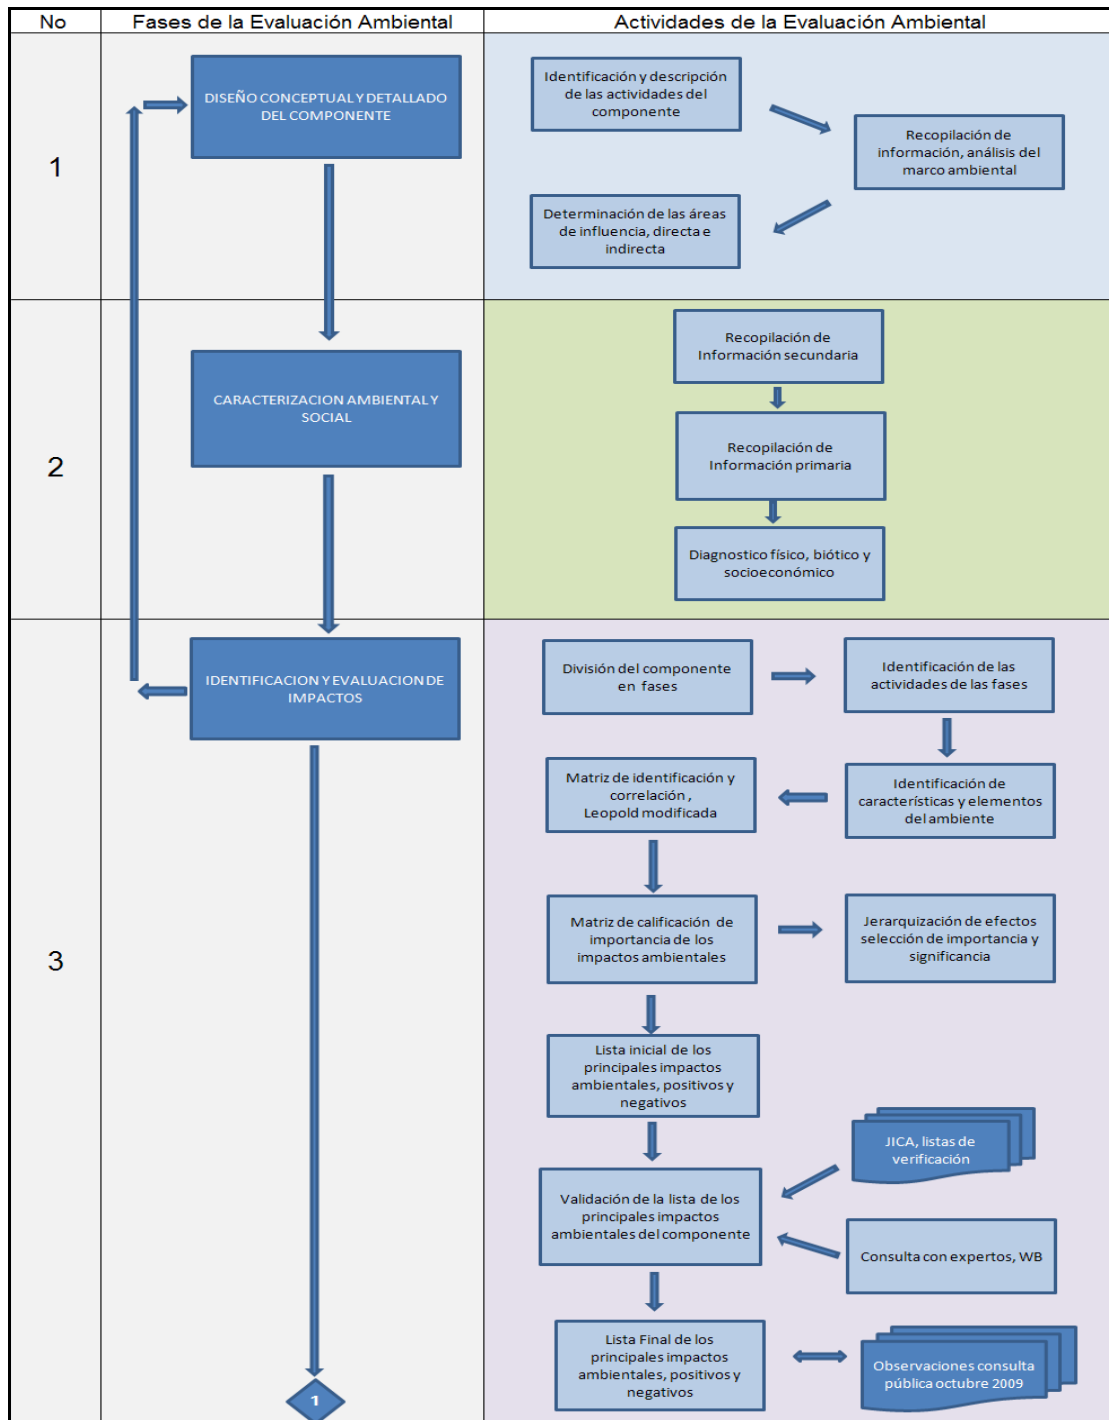 No
Fases de la Evaluación Ambiental
Actividades de la Evaluación Ambiental
1
DISEÑO CONCEPTUAL Y DETALLADO
DEL COMPONENTE
Identificación y descripción
de las actividades del
componente
Recopilación de
información, análisis del
marco ambiental
Determinación de las áreas
de influencia, directa e
indirecta
2
CARACTERIZACION AMBIENTAL Y
SOCIAL
Recopilación de
Información secundaria
Recopilación de
Información primaria
Diagnostico físico, biótico y
socioeconómico
3
IDENTIFICACION Y EVALUACION DE
IMPACTOS
División del componente
en fases
Identificación de las
actividades de las fases
Matriz de identificación y
correlación ,
Leopold modificada
Identificación de
características y elementos
del ambiente
Matriz de calificación de
importancia de los
impactos ambientales
Jerarquización de efectos
selección de importancia y
significancia
Lista inicial de los
principales impactos
ambientales, positivos y
negativos
JICA, listas de
verificación
Validación de la lista de los
principales impactos
ambientales del componente
Consulta con expertos, WB
Lista Final de los
principales impactos
ambientales, positivos y
negativos
Observaciones consulta
pública octubre 2009
1